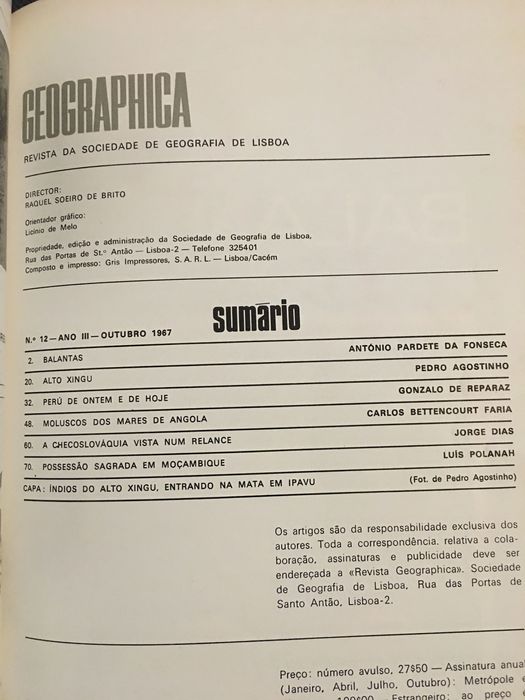 GEOGRAPHICA
REVISTA DA SOCIEDADE DE GEOGRAFIA DE LISBOA
DIRECTOR:
RAQUEL SOEIRO DE BRITO
Orientador gráfico:
Licínio de Melo
Propriedade, edição e administração da Sociedade de Geografia de Lisboa,
Rua das Portas de St.º Antão — Lisboa-2 — Telefone 325401
Composto e impresso: Gris Impressores, S. A. R. L. — Lisboa/Cacém
sumário
N.º 12 — ANO III — OUTUBRO 1967
2. BALANTAS ANTÓNIO PARDETE DA FONSECA
20. ALTO XINGU PEDRO AGOSTINHO
32. PERÚ DE ONTEM E DE HOJE GONZALO DE REPARAZ
48. MOLUSCOS DOS MARES DE ANGOLA CARLOS BETTENCOURT FARIA
60. A CHECOSLOVÁQUIA VISTA NUM RELANCE JORGE DIAS
70. POSSESSÃO SAGRADA EM MOÇAMBIQUE LUÍS POLANAH
CAPA: ÍNDIOS DO ALTO XINGU, ENTRANDO NA MATA EM IPAVU (Fot. de Pedro Agostinho)
Os artigos são da responsabilidade exclusiva dos
autores. Toda a correspondência, relativa a cola-
boração, assinaturas e publicidade deve ser
endereçada a «Revista Geographica». Sociedade
de Geografia de Lisboa, Rua das Portas de
Santo Antão, Lisboa-2.
Preço: número avulso, 27$50 — Assinatura anual
(Janeiro, Abril, Julho, Outubro): Metrópole
100$00 — Estrangeiro: ao preço